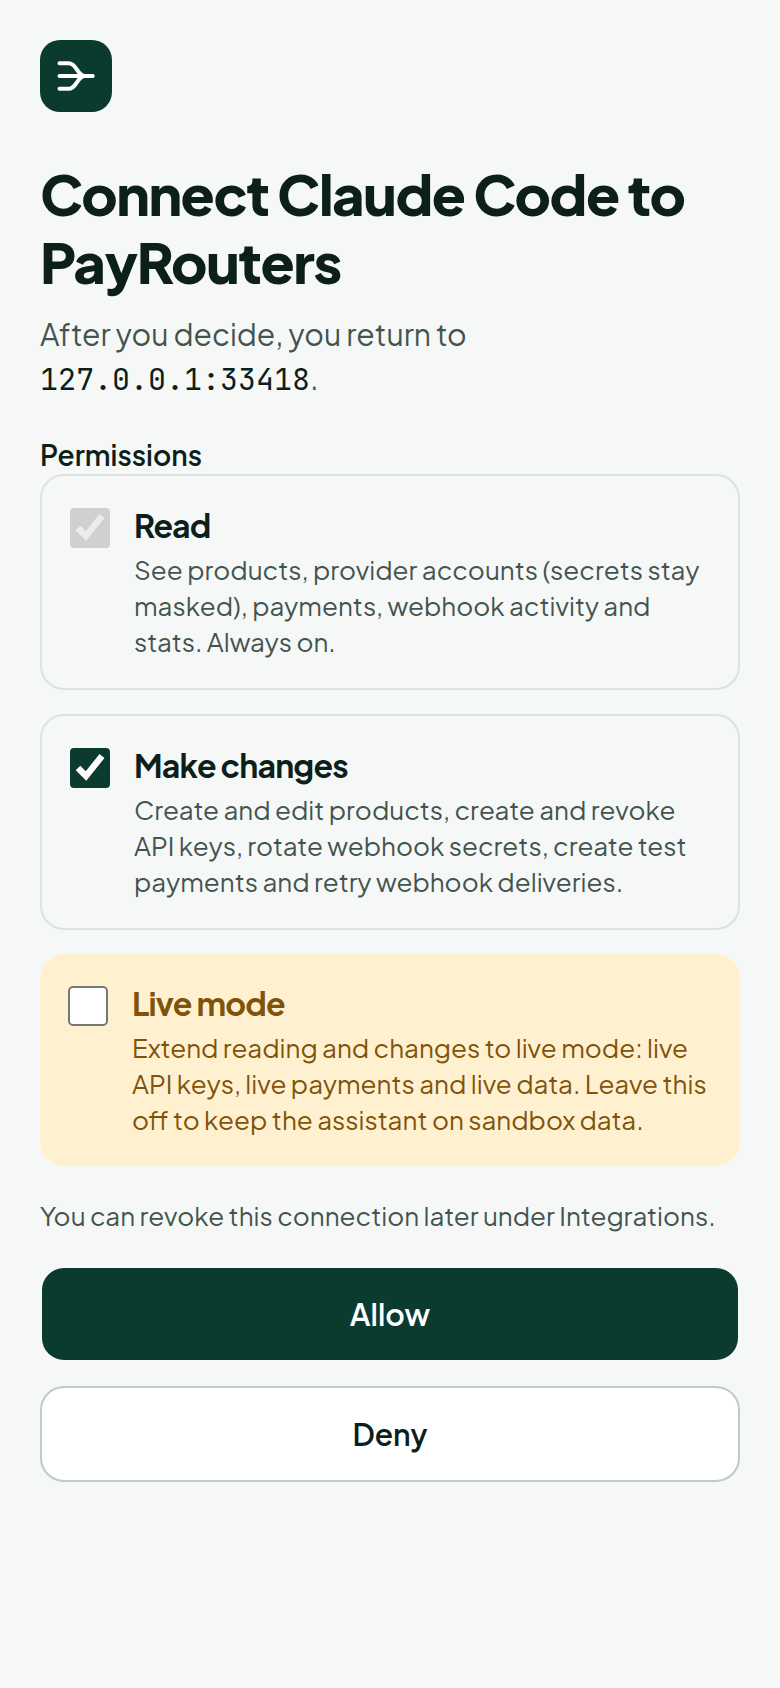 Connect Claude Code to
PayRouters
After you decide, you return to
127.0.0.1:33418.
Permissions
Read
See products, provider accounts (secrets stay
masked), payments, webhook activity and
stats. Always on.
Make changes
Create and edit products, create and revoke
API keys, rotate webhook secrets, create test
payments and retry webhook deliveries.
Live mode
Extend reading and changes to live mode: live
API keys, live payments and live data. Leave this
off to keep the assistant on sandbox data.
You can revoke this connection later under Integrations.
Allow
Deny